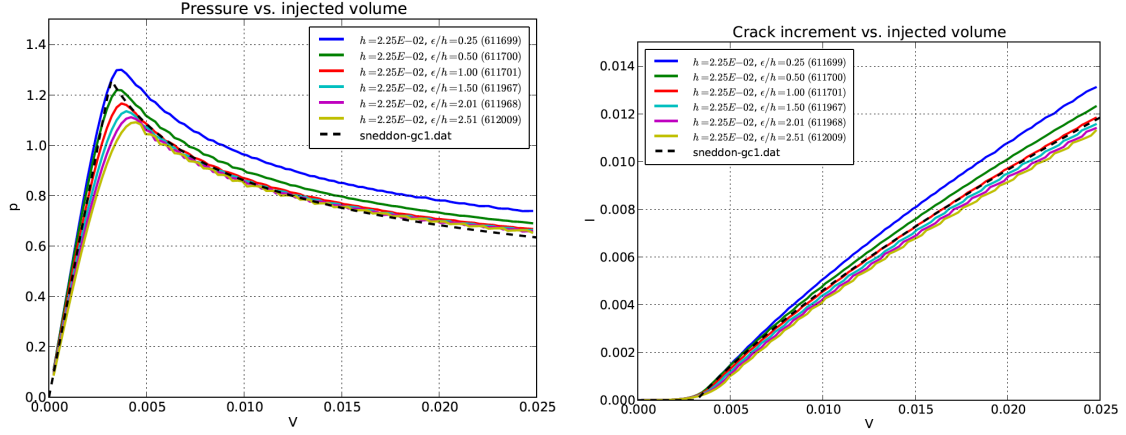 Pressure vs. injected volume
1.4
1.2
1.0
0.8
0.6
0.4
0.2
0.0
p
h=2.25E−02, ϵ/h=0.25 (611699)
h=2.25E−02, ϵ/h=0.50 (611700)
h=2.25E−02, ϵ/h=1.00 (611701)
h=2.25E−02, ϵ/h=1.50 (611967)
h=2.25E−02, ϵ/h=2.01 (611968)
h=2.25E−02, ϵ/h=2.51 (612009)
sneddon-gc1.dat
0.000 0.005 0.010 0.015 0.020 0.025
V
Crack increment vs. injected volume
0.014
0.012
0.010
0.008
0.006
0.004
0.002
0.000
l
h=2.25E−02, ϵ/h=0.25 (611699)
h=2.25E−02, ϵ/h=0.50 (611700)
h=2.25E−02, ϵ/h=1.00 (611701)
h=2.25E−02, ϵ/h=1.50 (611967)
h=2.25E−02, ϵ/h=2.01 (611968)
h=2.25E−02, ϵ/h=2.51 (612009)
sneddon-gc1.dat
0.000 0.005 0.010 0.015 0.020 0.025
V